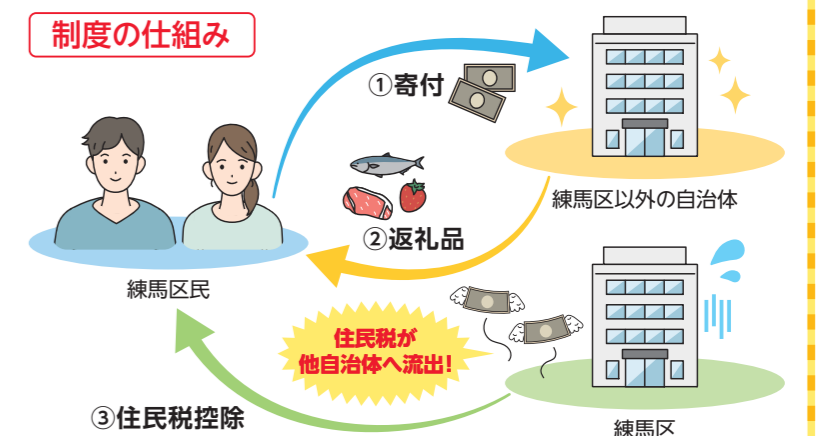 制度の仕組み
①寄付
練馬区以外の自治体
②返礼品
練馬区民
住民税が
他自治体へ流出!
③住民税控除
練馬区